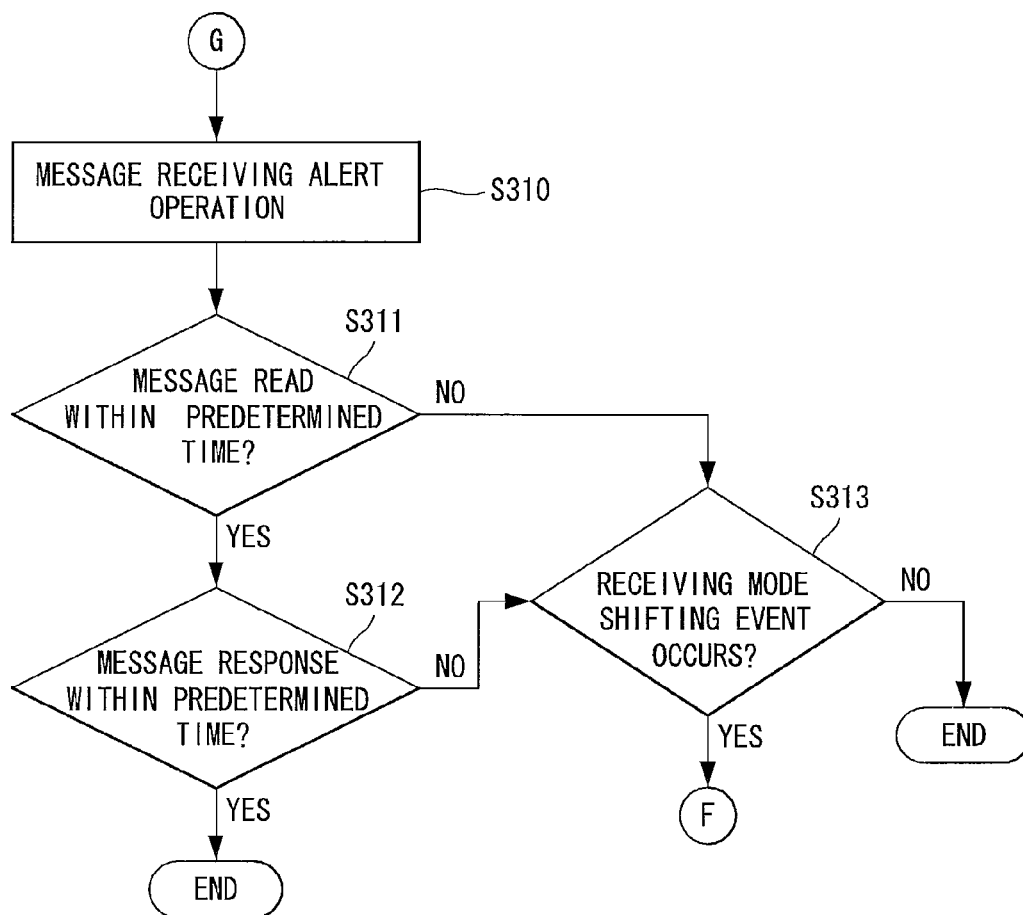 G
MESSAGE RECEIVING ALERT
OPERATION
S310
S311
MESSAGE READ
WITHIN PREDETERMINED
TIME?
NO
YES
S312
MESSAGE RESPONSE
WITHIN PREDETERMINED
TIME?
NO
YES
END
S313
RECEIVING MODE
SHIFTING EVENT
OCCURS?
NO
END
YES
F